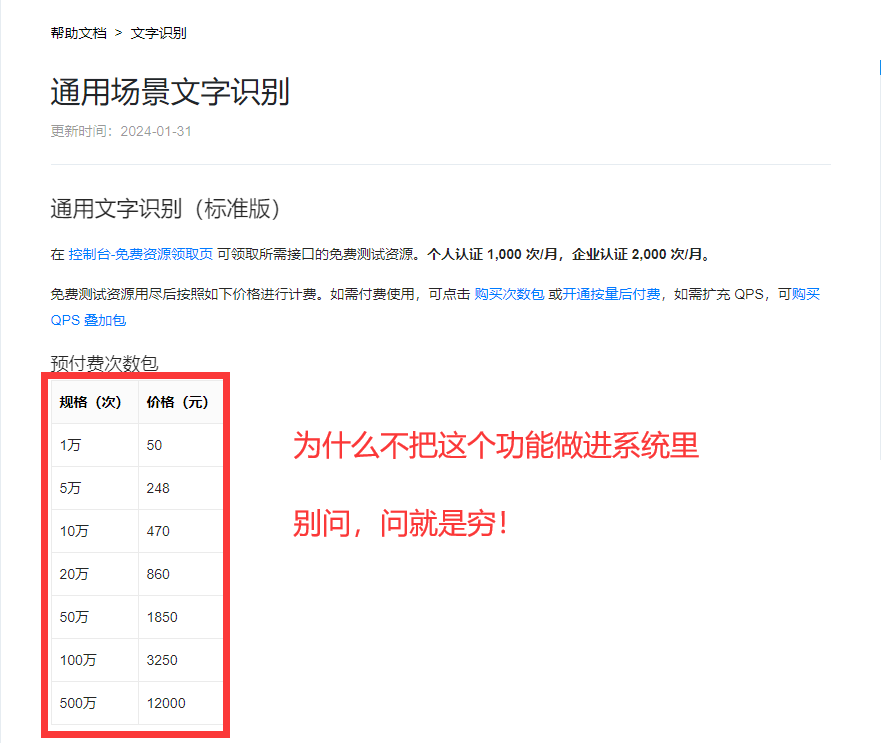 帮助文档 > 文字识别
通用场景文字识别
更新时间：2024-01-31
通用文字识别（标准版）
在 控制台-免费资源领取页 可领取所需接口的免费测试资源。个人认证 1,000 次/月，企业认证 2,000 次/月。
免费测试资源用尽后按照如下价格进行计费。如需付费使用，可点击 购买次数包 或开通按量后付费，如需扩充 QPS，可购买
QPS 叠加包
预付费次数包
规格（次） 价格（元）
1万 50
5万 248
10万 470
20万 860
50万 1850
100万 3250
500万 12000
为什么不把这个功能做进系统里
别问，问就是穷！